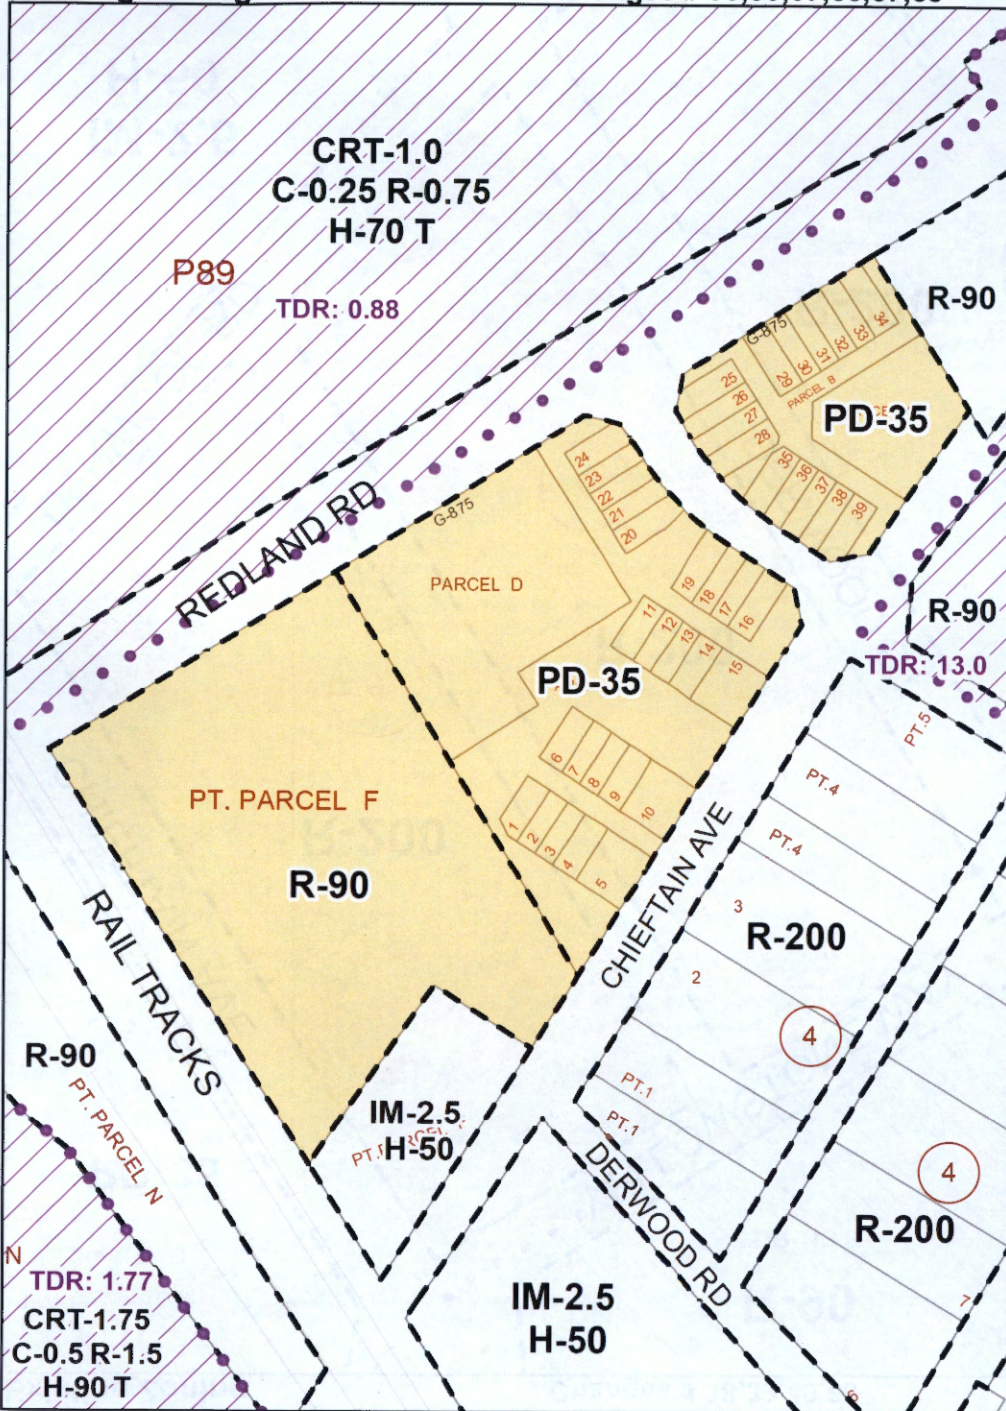 CRT-1.0
C-0.25 R-0.75
H-70 T
P89
TDR: 0.88
R-90
G-875
34
33
32
31
30
29
PARCEL B
25
26
27
28
PD-35
35
36
37
38
39
24
23
22
21
20
G-875
REDLAND RD
PARCEL D
19
18
17
16
11
12
13
14
15
R-90
TDR: 13.0
PD-35
PT.5
PT.4
PT.4
6
7
8
9
10
1
2
3
4
5
PT. PARCEL F
R-90
CHIEFTAIN AVE
3
R-200
2
4
RAIL TRACKS
R-90
PT. PARCEL N
IM-2.5
H-50
PT.1
PT.1
DERWOOD RD
4
R-200
N
TDR: 1.77
CRT-1.75
C-0.5 R-1.5
H-90 T
IM-2.5
H-50
7